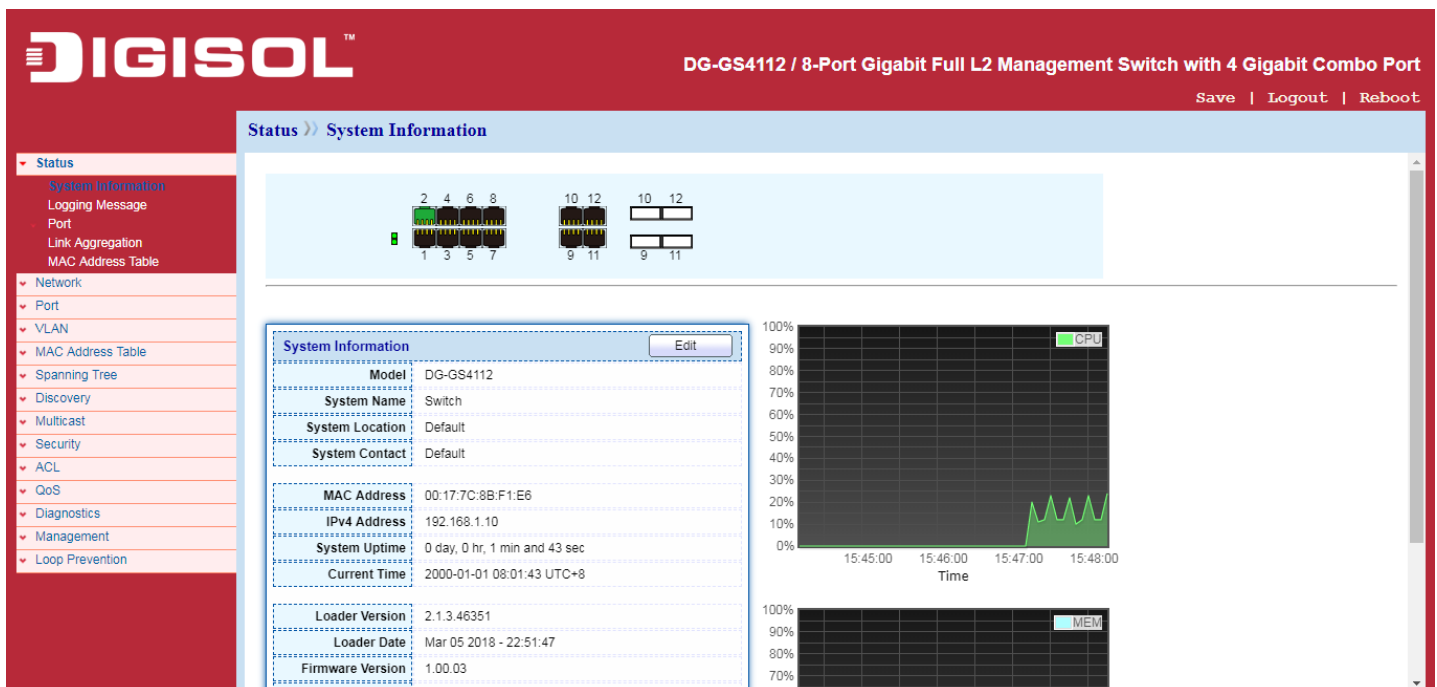 DIGISOL™
DG-GS4112 / 8-Port Gigabit Full L2 Management Switch with 4 Gigabit Combo Port
Save | Logout | Reboot
Status » System Information
Status
System Information
Logging Message
Port
Link Aggregation
MAC Address Table
Network
Port
VLAN
MAC Address Table
Spanning Tree
Discovery
Multicast
Security
ACL
QoS
Diagnostics
Management
Loop Prevention
2 4 6 8 10 12 10 12
1 3 5 7 9 11 9 11
System Information Edit
Model DG-GS4112
System Name Switch
System Location Default
System Contact Default
MAC Address 00:17:7C:8B:F1:E6
IPv4 Address 192.168.1.10
System Uptime 0 day, 0 hr, 1 min and 43 sec
Current Time 2000-01-01 08:01:43 UTC+8
Loader Version 2.1.3.46351
Loader Date Mar 05 2018 - 22:51:47
Firmware Version 1.00.03
CPU
100%
90%
80%
70%
60%
50%
40%
30%
20%
10%
0%
15:45:00 15:46:00 15:47:00 15:48:00
Time
MEM
100%
90%
80%
70%